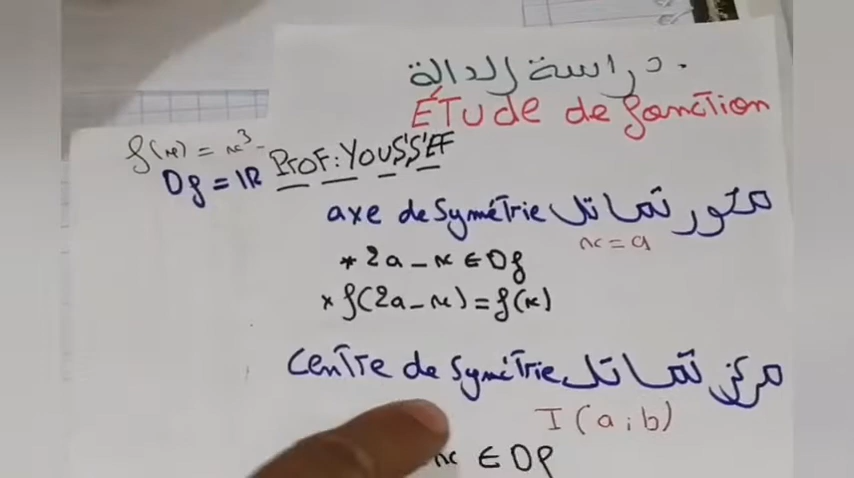 دراسة الدالة.
ÉTude de fonction
f(x) = x³-
Df = IR
Prof: YOUSSEF
axe de Symétrie محور تماثل
x = a
* 2a - x ∈ Df
* f(2a - x) = f(x)
Centre de Symétrie مركز تماثل
I (a ; b)
x ∈ Df